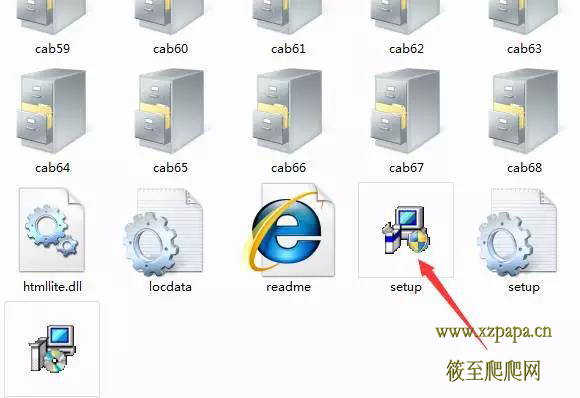 cab59 cab60 cab61 cab62 cab63
cab64 cab65 cab66 cab67 cab68
htmllite.dll locdata readme setup setup
www.xzpapa.cn
筱至爬爬网